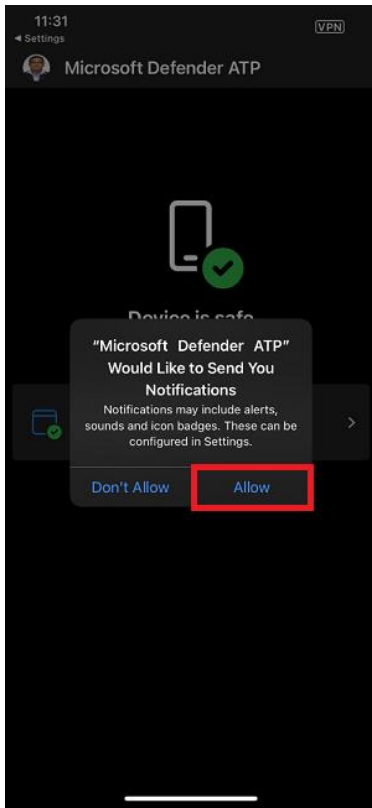 11:31
VPN
◀ Settings
Microsoft Defender ATP
Device is safe
"Microsoft Defender ATP"
Would Like to Send You
Notifications
Notifications may include alerts,
sounds and icon badges. These can be
configured in Settings.
Don't Allow
Allow